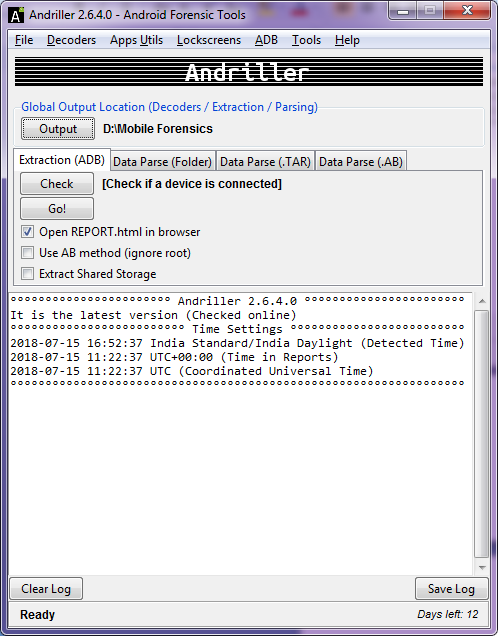 Andriller 2.6.4.0 - Android Forensic Tools
File Decoders Apps Utils Lockscreens ADB Tools Help
Andriller
Global Output Location (Decoders / Extraction / Parsing)
Output D:\Mobile Forensics
Extraction (ADB) Data Parse (Folder) Data Parse (.TAR) Data Parse (.AB)
Check [Check if a device is connected]
Go!
Open REPORT.html in browser
Use AB method (ignore root)
Extract Shared Storage
°°°°°°°°°°°°°°°°°°°°°°°° Andriller 2.6.4.0 °°°°°°°°°°°°°°°°°°°°°°°°
It is the latest version (Checked online)
°°°°°°°°°°°°°°°°°°°°°°°°°° Time Settings °°°°°°°°°°°°°°°°°°°°°°°°°°
2018-07-15 16:52:37 India Standard/India Daylight (Detected Time)
2018-07-15 11:22:37 UTC+00:00 (Time in Reports)
2018-07-15 11:22:37 UTC (Coordinated Universal Time)
°°°°°°°°°°°°°°°°°°°°°°°°°°°°°°°°°°°°°°°°°°°°°°°°°°°°°°°°°°°°°°°°°°°°
Clear Log Save Log
Ready Days left: 12